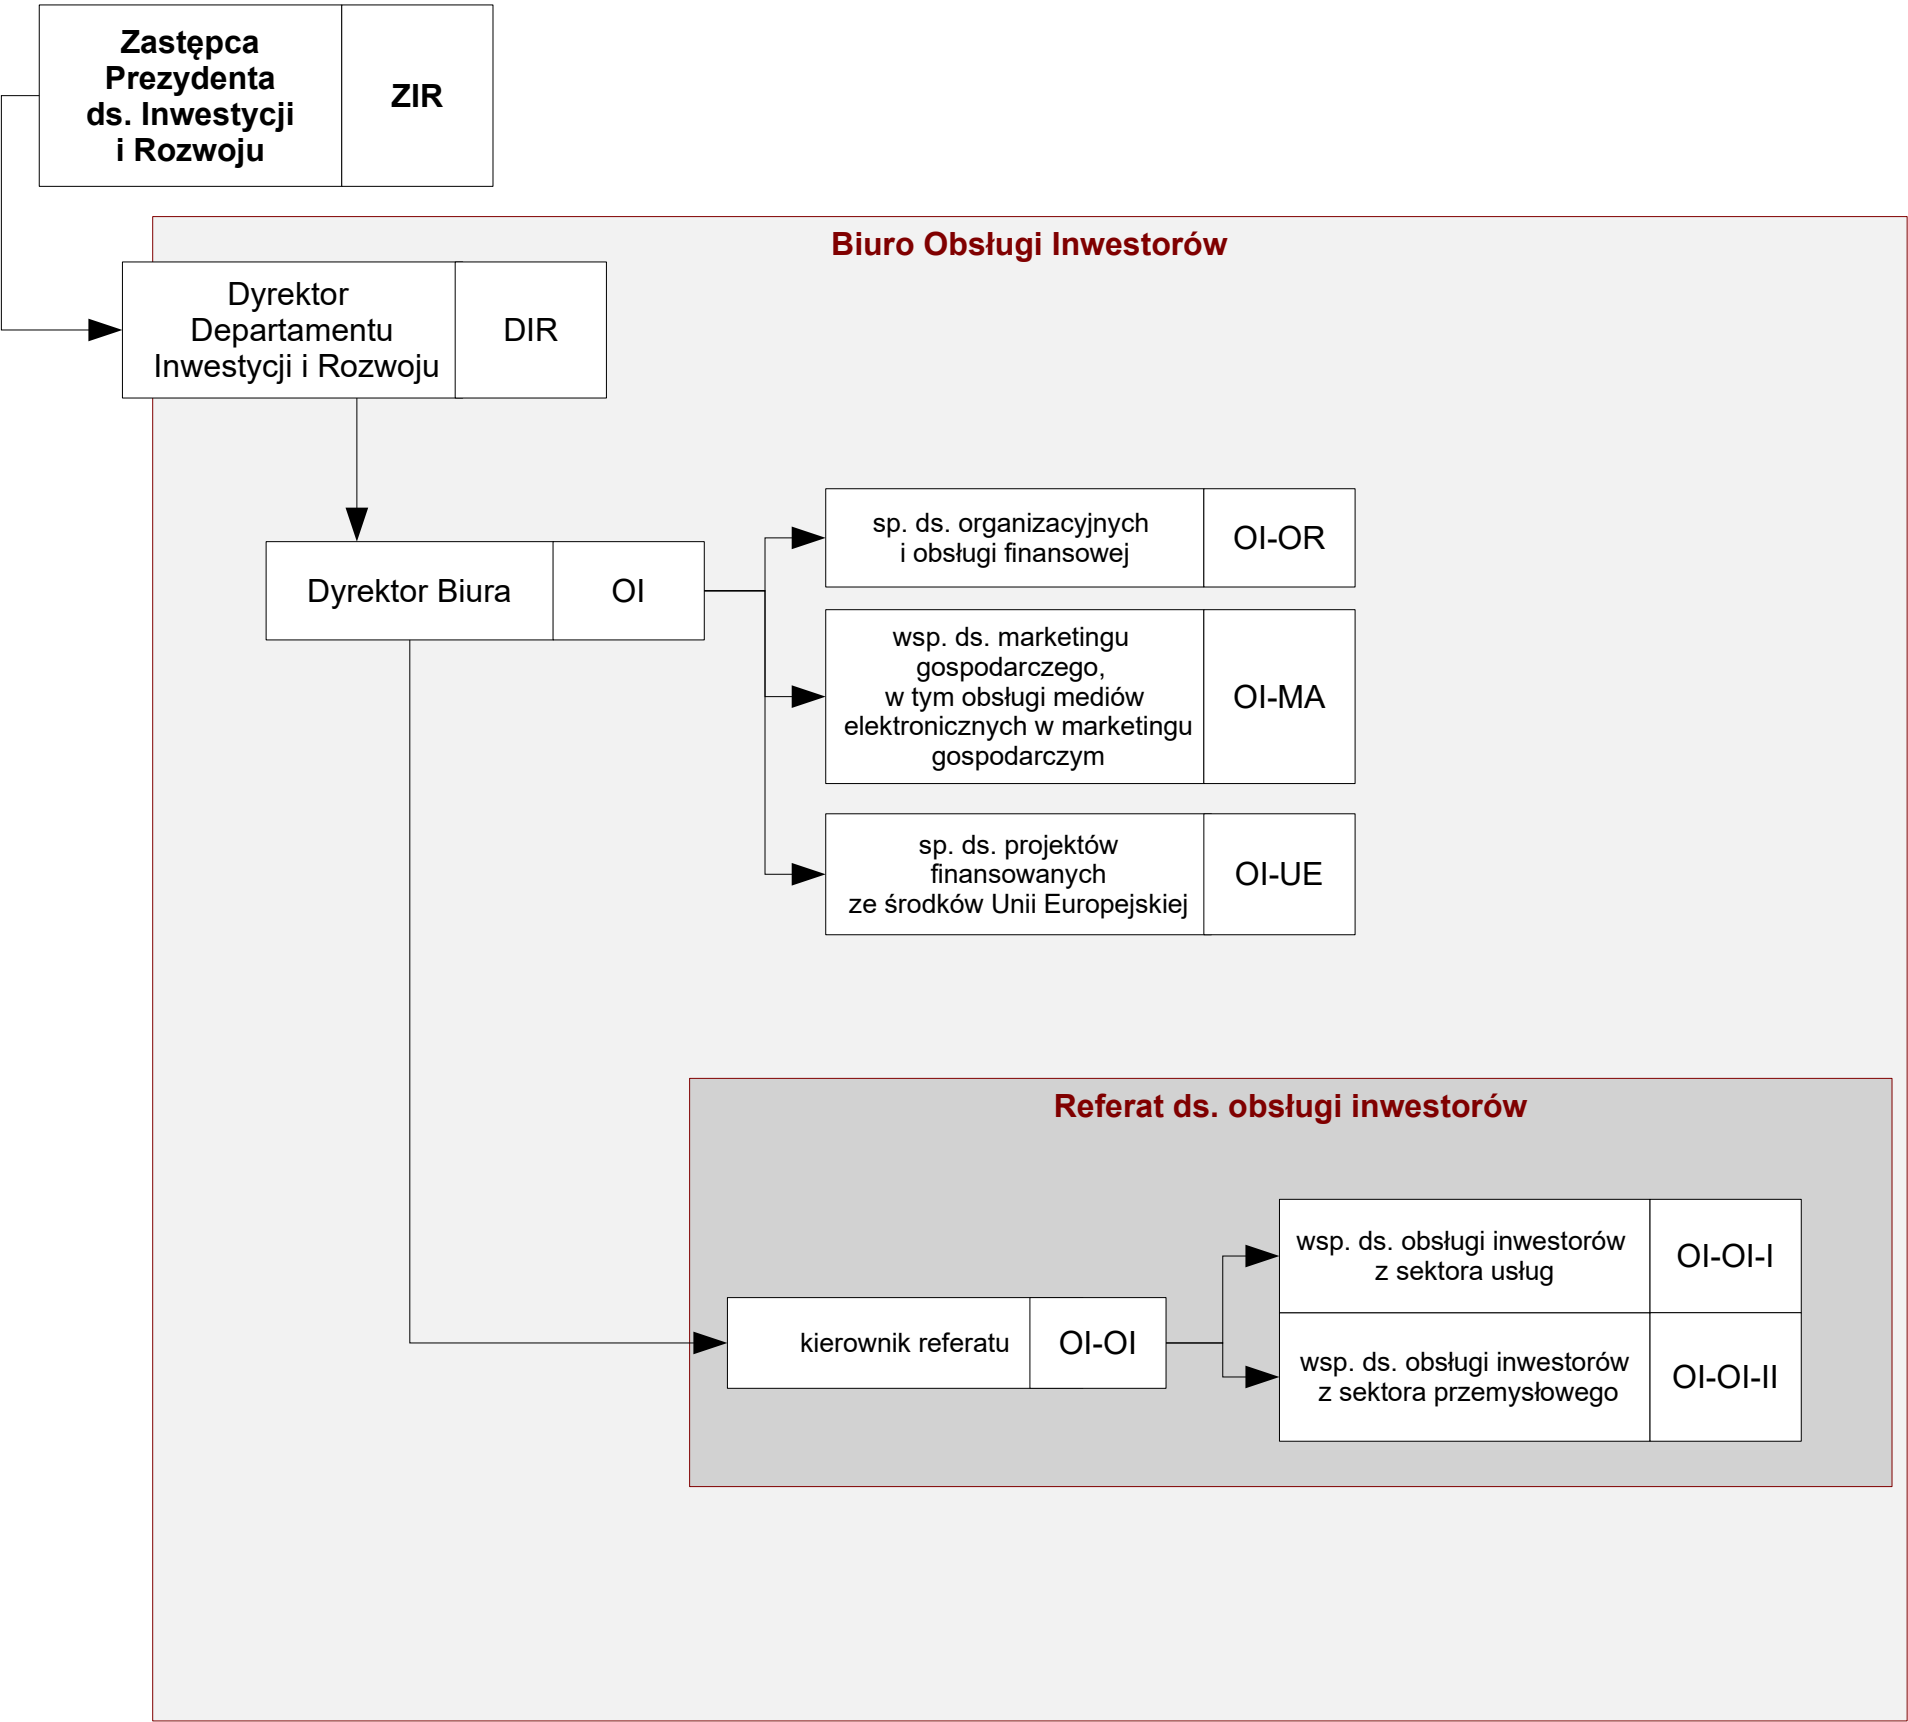 Zastępca
Prezydenta
ds. Inwestycji
i Rozwoju
ZIR
Biuro Obsługi Inwestorów
Dyrektor
Departamentu
Inwestycji i Rozwoju
DIR
Dyrektor Biura
OI
sp. ds. organizacyjnych
i obsługi finansowej
OI-OR
wsp. ds. marketingu
gospodarczego,
w tym obsługi mediów
elektronicznych w marketingu
gospodarczym
OI-MA
sp. ds. projektów
finansowanych
ze środków Unii Europejskiej
OI-UE
Referat ds. obsługi inwestorów
kierownik referatu
OI-OI
wsp. ds. obsługi inwestorów
z sektora usług
OI-OI-I
wsp. ds. obsługi inwestorów
z sektora przemysłowego
OI-OI-II